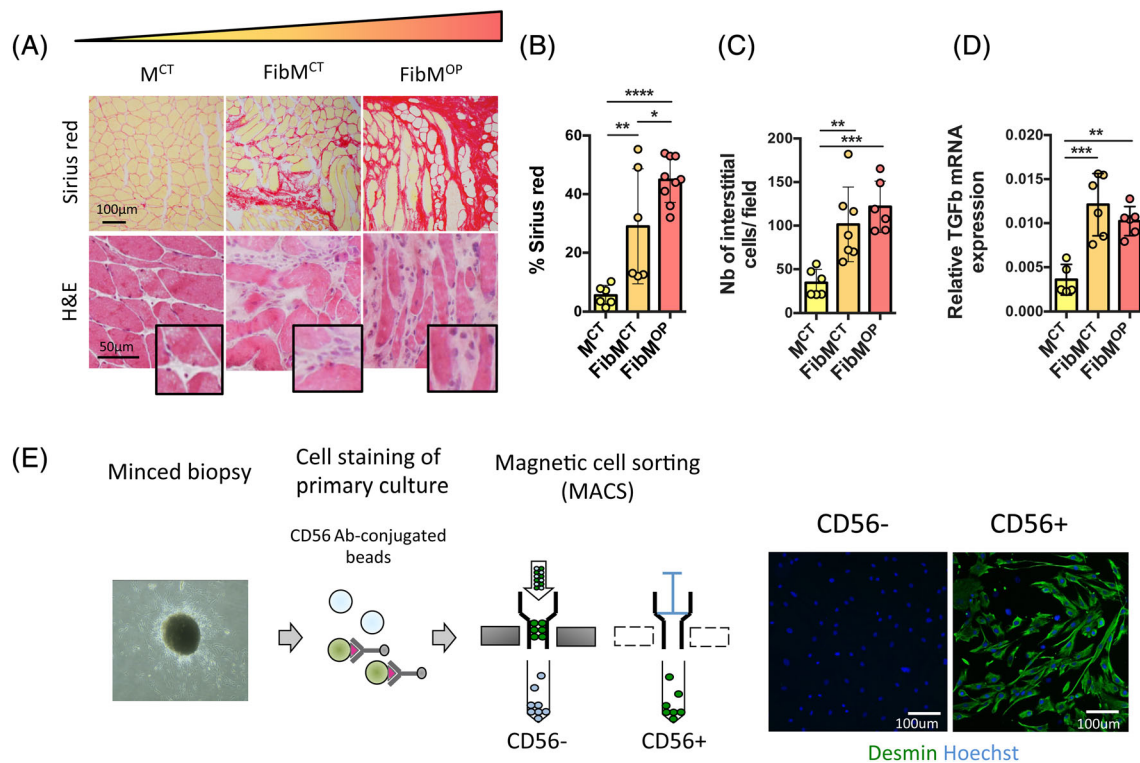 (A)
M^CT
FibM^CT
FibM^OP
Sirius red
100µm
H&E
50µm
(B)
****
**
*
% Sirius red
60
40
20
0
M^CT
FibM^CT
FibM^OP
(C)
**
***
Nb of interstitial
cells/ field
200
150
100
50
0
M^CT
FibM^CT
FibM^OP
(D)
**
***
Relative TGFb mRNA
expression
0.020
0.015
0.010
0.005
0.000
M^CT
FibM^CT
FibM^OP
(E)
Minced biopsy
Cell staining of
primary culture
CD56 Ab-conjugated
beads
Magnetic cell sorting
(MACS)
CD56-
CD56+
CD56-
CD56+
100um
100um
Desmin Hoechst